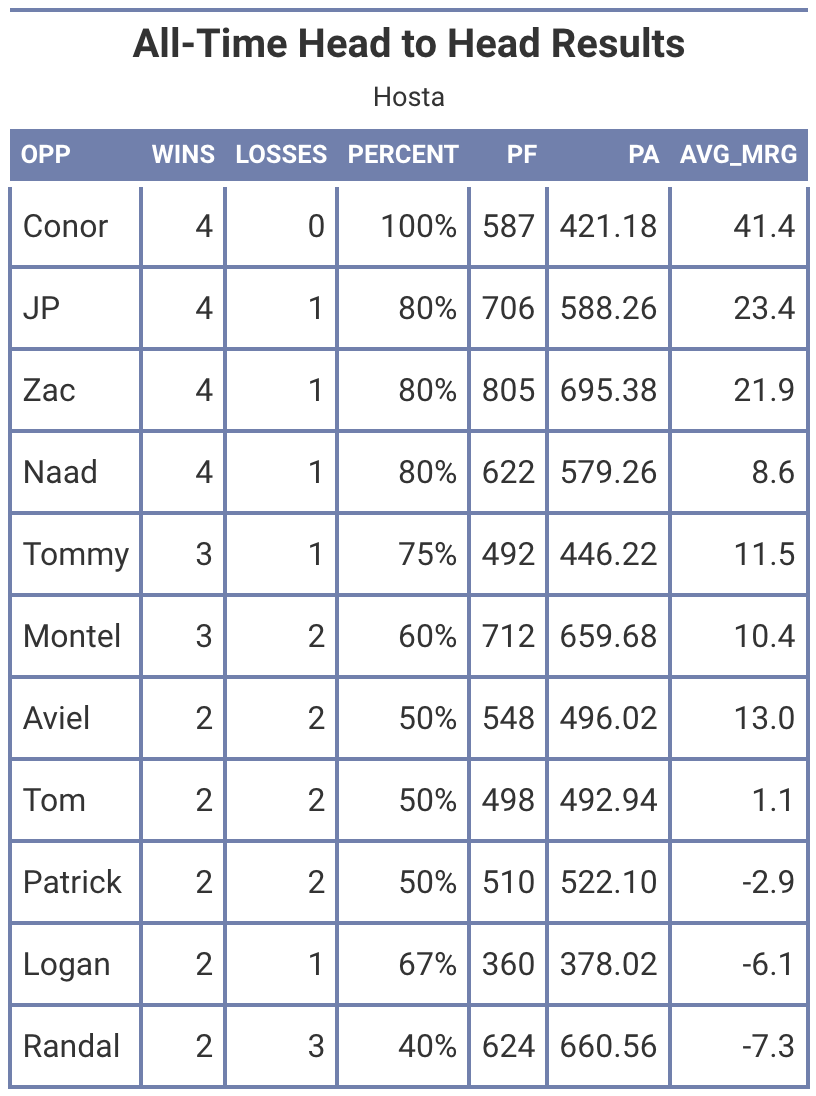 All-Time Head to Head Results
Hosta
OPP WINS LOSSES PERCENT PF PA AVG_MRG
Conor 4 0 100% 587 421.18 41.4
JP 4 1 80% 706 588.26 23.4
Zac 4 1 80% 805 695.38 21.9
Naad 4 1 80% 622 579.26 8.6
Tommy 3 1 75% 492 446.22 11.5
Montel 3 2 60% 712 659.68 10.4
Aviel 2 2 50% 548 496.02 13.0
Tom 2 2 50% 498 492.94 1.1
Patrick 2 2 50% 510 522.10 -2.9
Logan 2 1 67% 360 378.02 -6.1
Randal 2 3 40% 624 660.56 -7.3